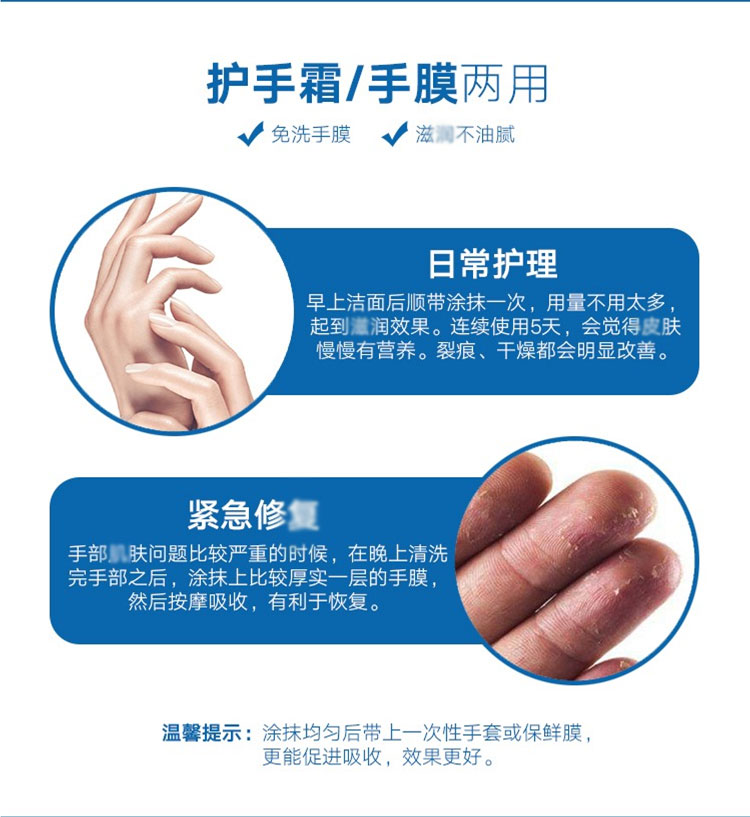 护手霜/手膜两用
免洗手膜 滋不油腻
日常护理
早上洁面后顺带涂抹一次，用量不用太多，
起到润效果。连续使用5天，会觉得肤
慢慢有营养。裂痕、干燥都会明显改善。
紧急修
手部肤问题比较严重的时候，在晚上清洗
完手部之后，涂抹上比较厚实一层的手膜，
然后按摩吸收，有利于恢复。
温馨提示：涂抹均匀后带上一次性手套或保鲜膜，
更能促进吸收，效果更好。